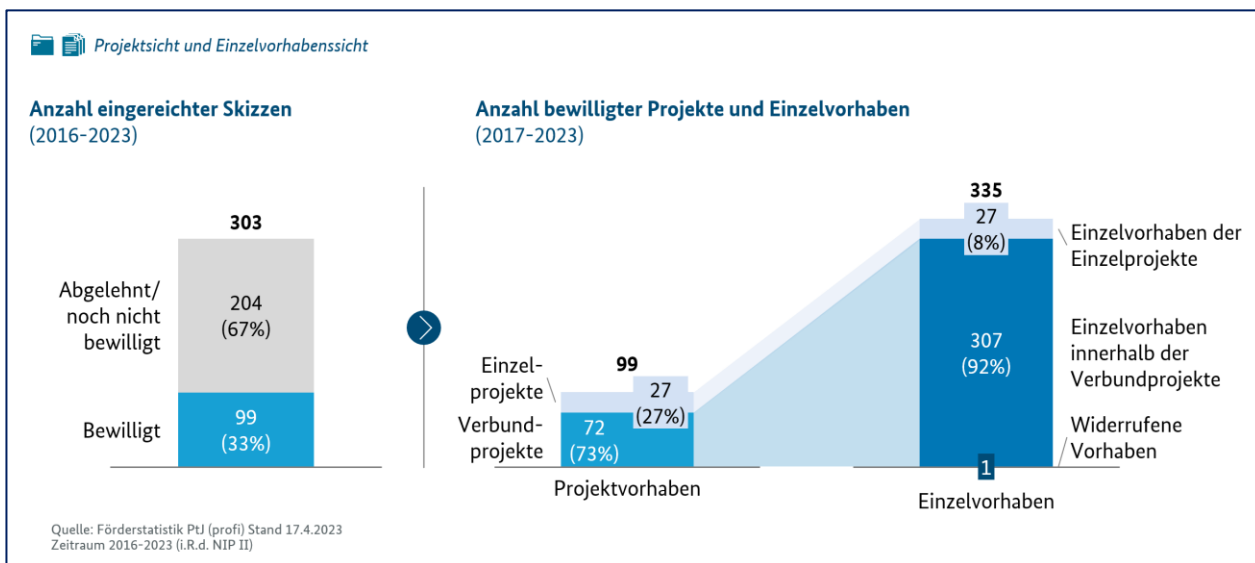 Projektsicht und Einzelvorhabenssicht
Anzahl eingereichter Skizzen
(2016-2023)
303
Abgelehnt/
noch nicht
bewilligt
204
(67%)
Bewilligt
99
(33%)
Anzahl bewilligter Projekte und Einzelvorhaben
(2017-2023)
99
Einzel-
projekte
27
(27%)
Verbund-
projekte
72
(73%)
Projektvorhaben
335
27
(8%)
Einzelvorhaben der
Einzelprojekte
307
(92%)
Einzelvorhaben
innerhalb der
Verbundprojekte
Widerrufene
Vorhaben
1
Einzelvorhaben
Quelle: Förderstatistik PtJ (profi) Stand 17.4.2023
Zeitraum 2016-2023 (i.R.d. NIP II)